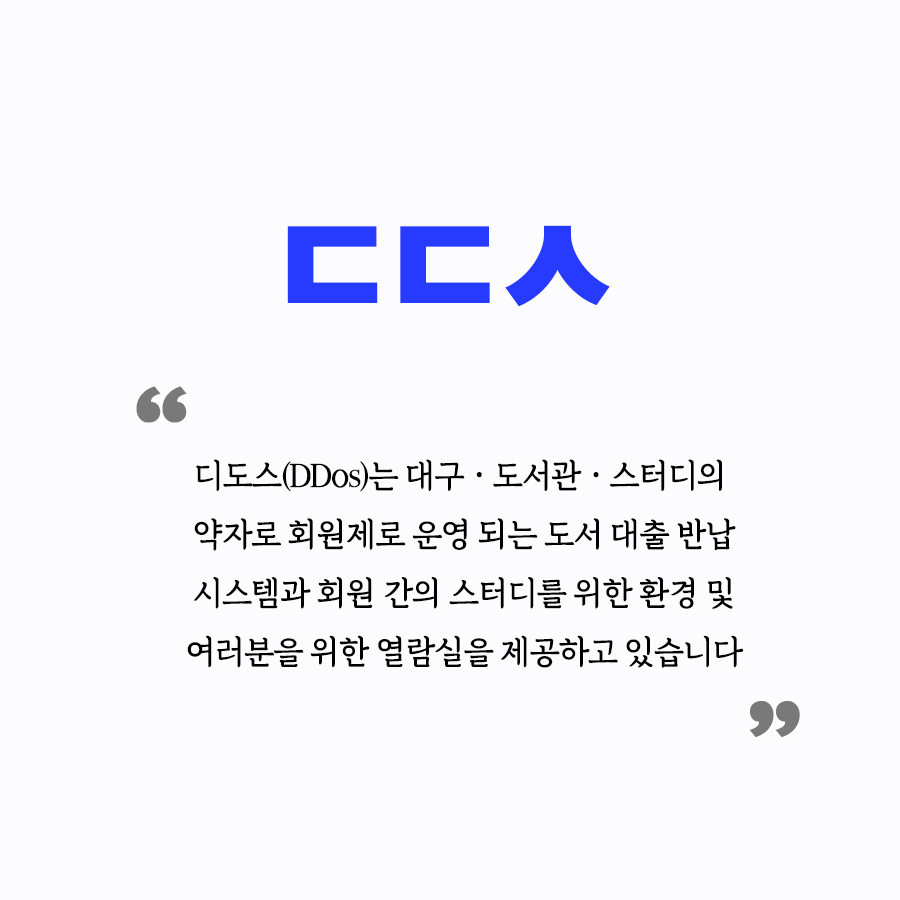 ㄷㄷㅅ
“
디도스(DDos)는 대구 · 도서관 · 스터디의
약자로 회원제로 운영 되는 도서 대출 반납
시스템과 회원 간의 스터디를 위한 환경 및
여러분을 위한 열람실을 제공하고 있습니다
”